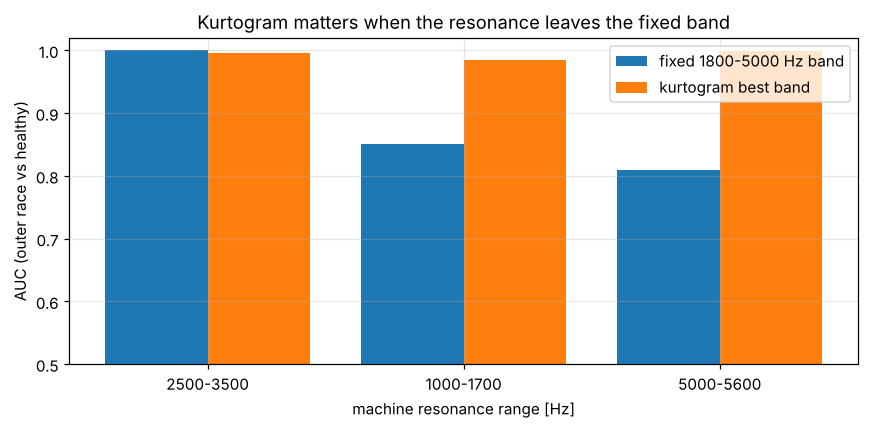 Kurtogram matters when the resonance leaves the fixed band
AUC (outer race vs healthy)
1.0
0.9
0.8
0.7
0.6
0.5
fixed 1800-5000 Hz band
kurtogram best band
2500-3500
1000-1700
5000-5600
machine resonance range [Hz]